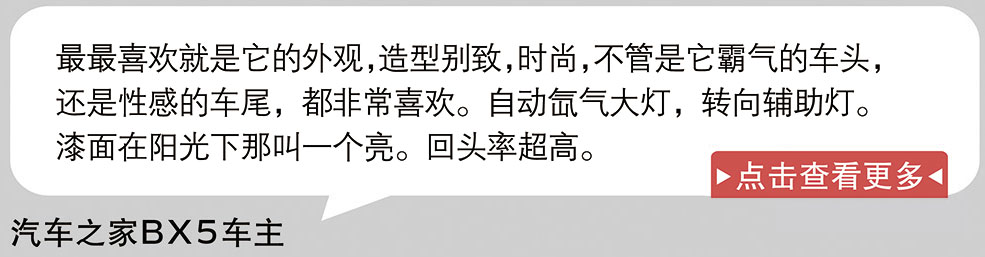 最最喜欢就是它的外观,造型别致,时尚,不管是它霸气的车头,
还是性感的车尾，都非常喜欢。自动氙气大灯，转向辅助灯。
漆面在阳光下那叫一个亮。回头率超高。
点击查看更多
汽车之家BX5车主